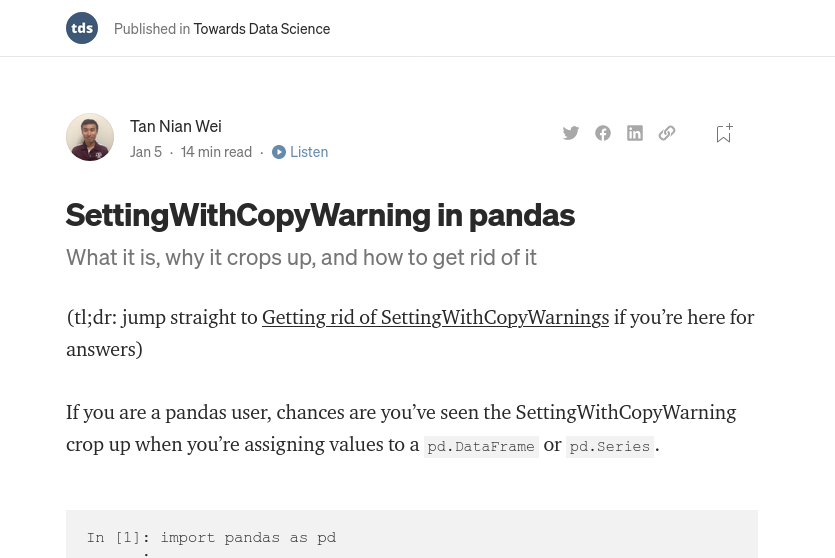 tds Published in Towards Data Science
Tan Nian Wei
Jan 5 · 14 min read · Listen
SettingWithCopyWarning in pandas
What it is, why it crops up, and how to get rid of it
(tl;dr: jump straight to Getting rid of SettingWithCopyWarnings if you’re here for
answers)
If you are a pandas user, chances are you’ve seen the SettingWithCopyWarning
crop up when you’re assigning values to a pd.DataFrame or pd.Series.
In [1]: import pandas as pd